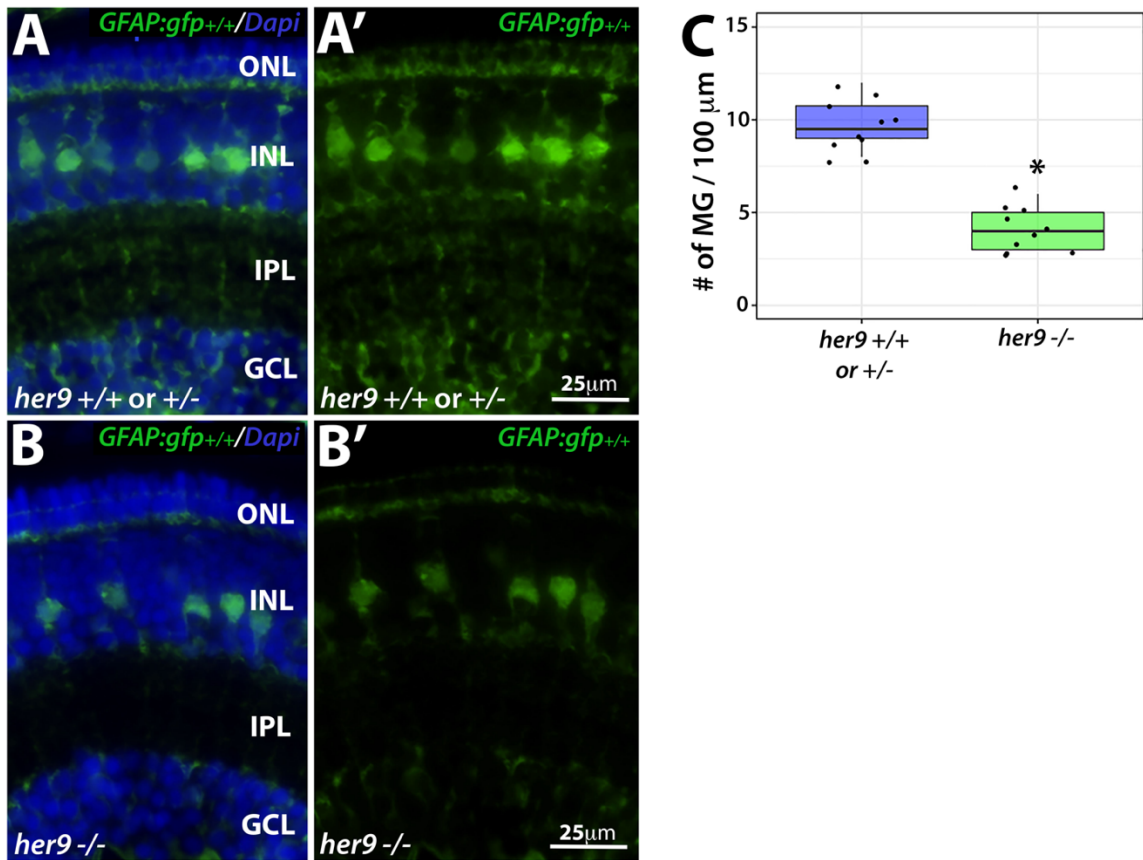 A
GFAP:gfp+/+/Dapi
ONL
INL
IPL
GCL
her9 +/+ or +/-
A'
GFAP:gfp+/+
her9 +/+ or +/-
25µm
B
GFAP:gfp+/+/Dapi
ONL
INL
IPL
GCL
her9 -/-
B'
GFAP:gfp+/+
her9 -/-
25µm
C
# of MG / 100 µm
15
10
5
0
*
her9 +/+
or +/-
her9 -/-